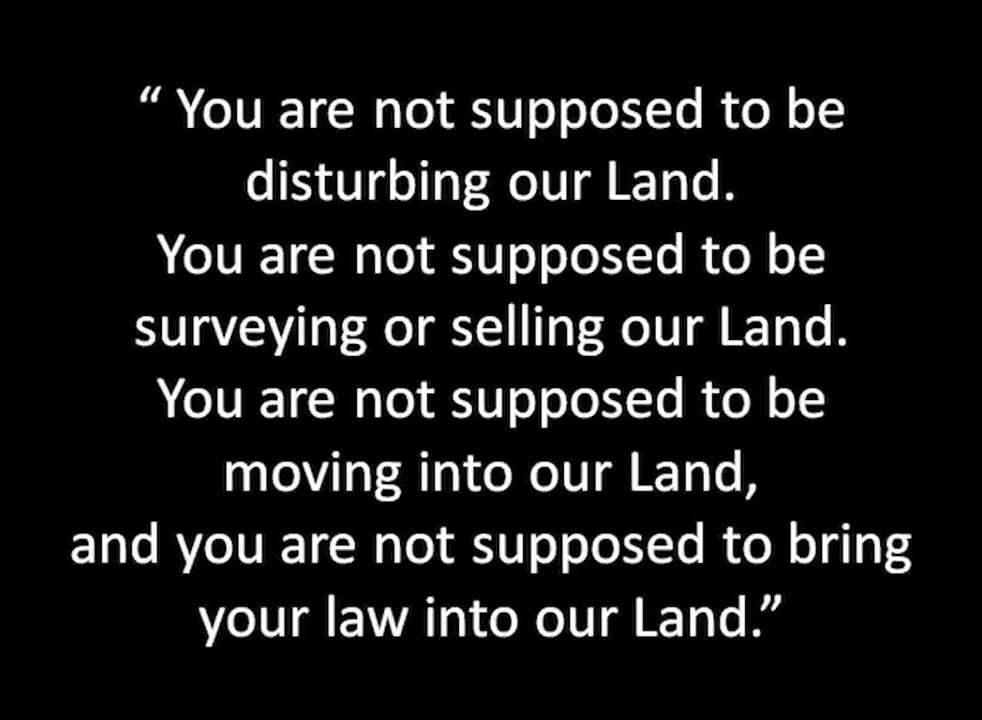 “ You are not supposed to be
disturbing our Land.
You are not supposed to be
surveying or selling our Land.
You are not supposed to be
moving into our Land,
and you are not supposed to bring
your law into our Land.”